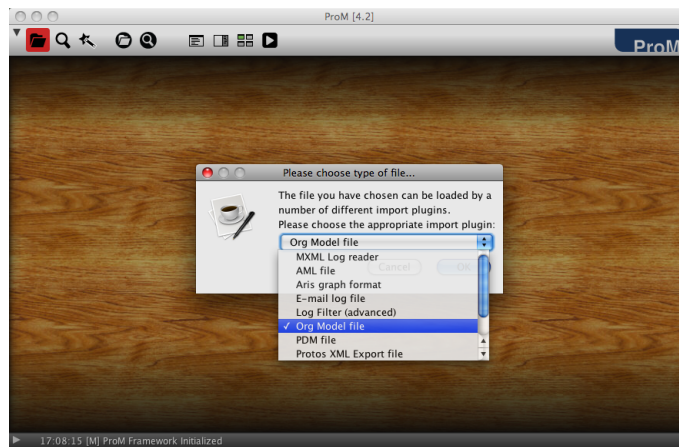 ProM [4.2]
ProM
Please choose type of file...
The file you have chosen can be loaded by a
number of different import plugins.
Please choose the appropriate import plugin:
Org Model file
MXML Log reader
Cancel
OK
AML file
Aris graph format
E-mail log file
Log Filter (advanced)
✓ Org Model file
PDM file
Protos XML Export file
17:08:15 [M] ProM Framework Initialized